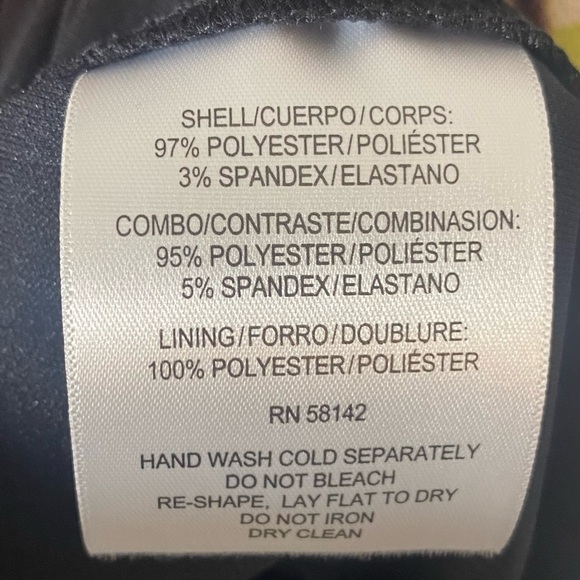 SHELL/CUERPO/CORPS:
97% POLYESTER/POLIÉSTER
3% SPANDEX/ELASTANO
COMBO/CONTRASTE/COMBINASION:
95% POLYESTER/POLIÉSTER
5% SPANDEX/ELASTANO
LINING/FORRO/DOUBLURE:
100% POLYESTER/POLIÉSTER
RN 58142
HAND WASH COLD SEPARATELY
DO NOT BLEACH
RE-SHAPE, LAY FLAT TO DRY
DO NOT IRON
DRY CLEAN